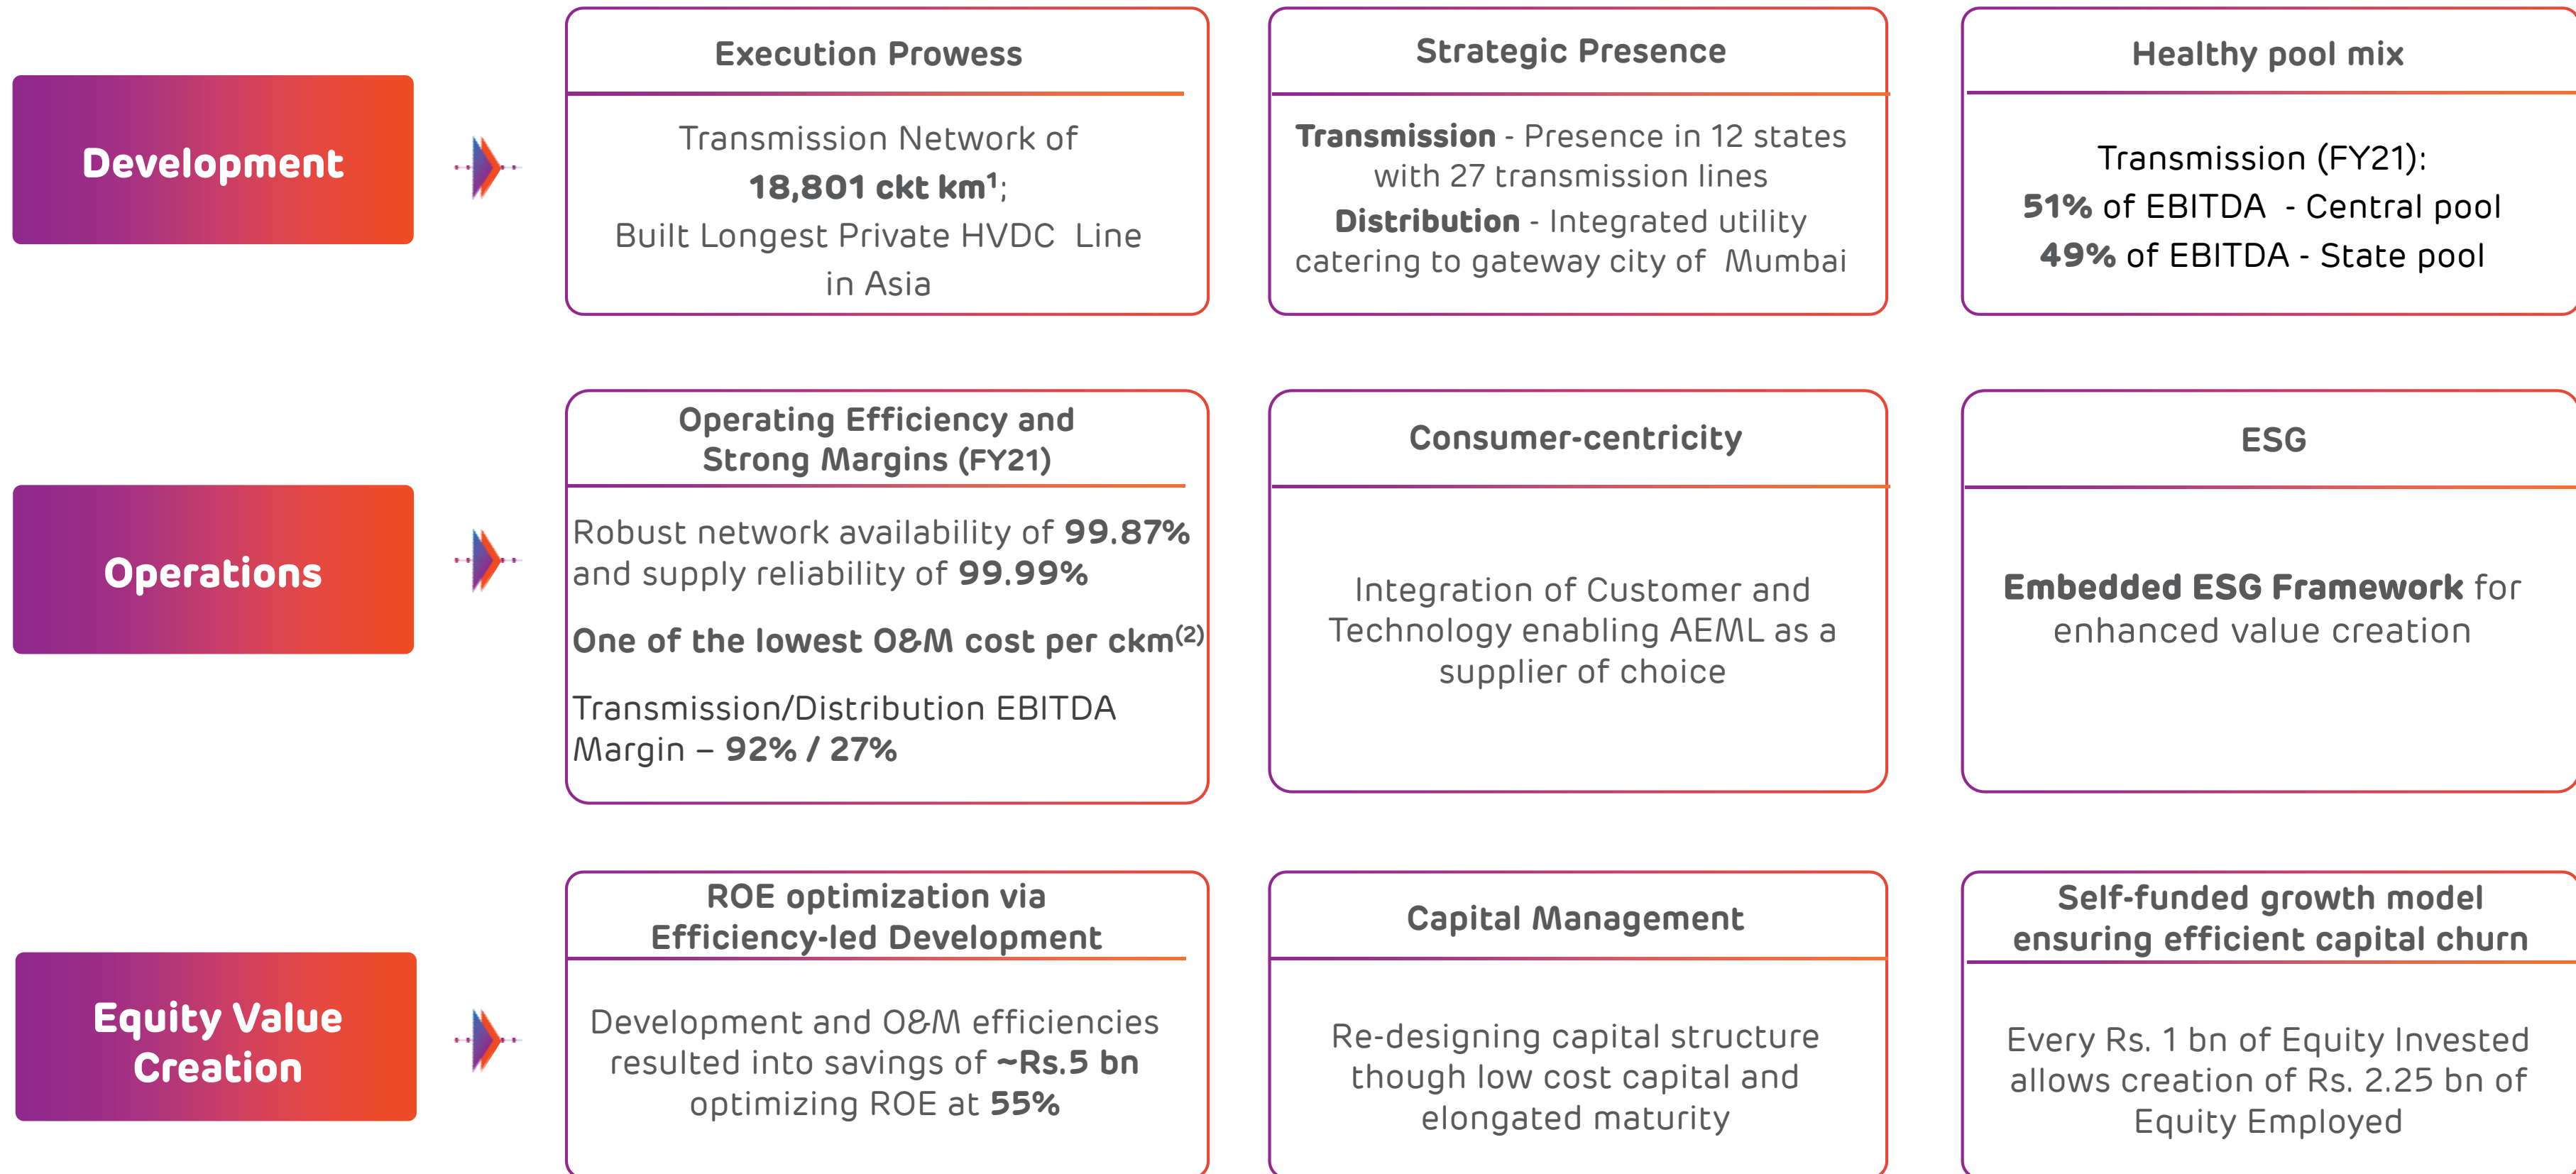 Development
Execution Prowess
Transmission Network of
18,801 ckt km¹;
Built Longest Private HVDC Line
in Asia
Strategic Presence
Transmission - Presence in 12 states
with 27 transmission lines
Distribution - Integrated utility
catering to gateway city of Mumbai
Healthy pool mix
Transmission (FY21):
51% of EBITDA - Central pool
49% of EBITDA - State pool
Operations
Operating Efficiency and
Strong Margins (FY21)
Robust network availability of 99.87%
and supply reliability of 99.99%
One of the lowest O&M cost per ckm⁽²⁾
Transmission/Distribution EBITDA
Margin – 92% / 27%
Consumer-centricity
Integration of Customer and
Technology enabling AEML as a
supplier of choice
ESG
Embedded ESG Framework for
enhanced value creation
Equity Value
Creation
ROE optimization via
Efficiency-led Development
Development and O&M efficiencies
resulted into savings of ~Rs.5 bn
optimizing ROE at 55%
Capital Management
Re-designing capital structure
though low cost capital and
elongated maturity
Self-funded growth model
ensuring efficient capital churn
Every Rs. 1 bn of Equity Invested
allows creation of Rs. 2.25 bn of
Equity Employed